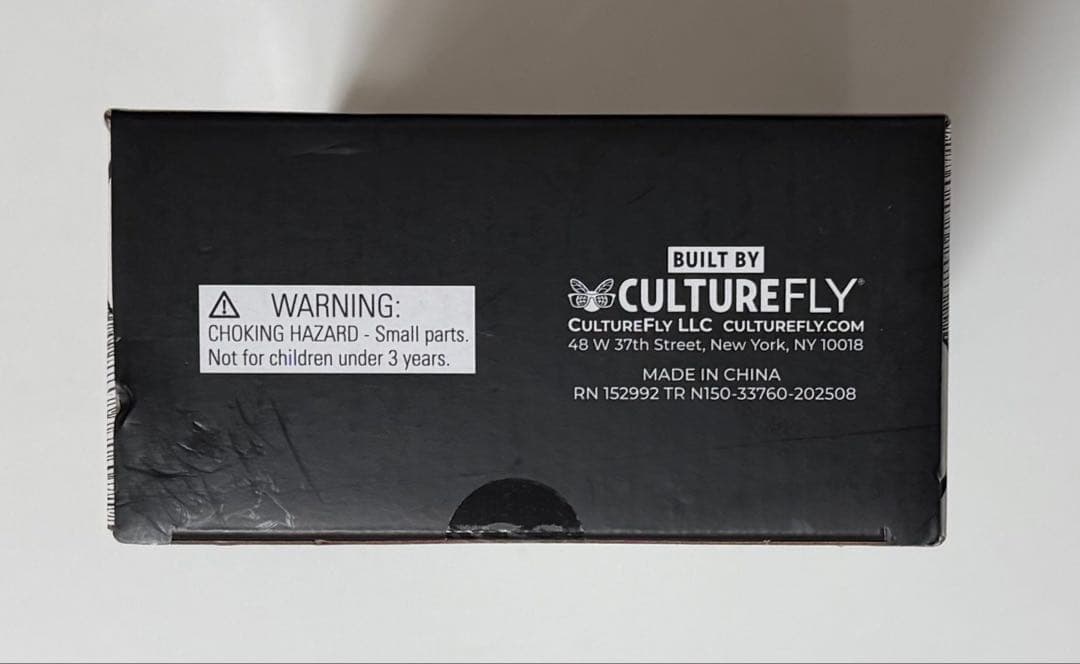 WARNING:
CHOKING HAZARD - Small parts.
Not for children under 3 years.
BUILT BY
CULTUREFLY®
CULTUREFLY LLC CULTUREFLY.COM
48 W 37th Street, New York, NY 10018
MADE IN CHINA
RN 152992 TR N150-33760-202508